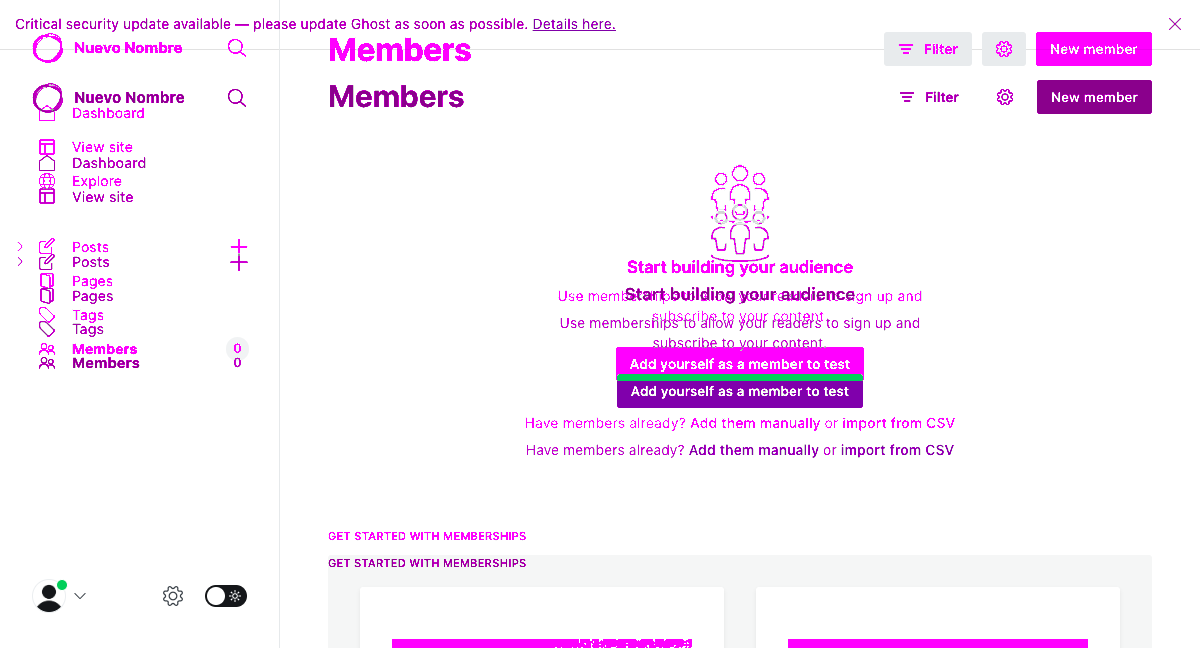 Critical security update available — please update Ghost as soon as possible. Details here.
Nuevo Nombre
Members
Filter
New member
Nuevo Nombre
Members
Filter
New member
Dashboard
View site
Dashboard
Explore
View site
Posts
Posts
Pages
Pages
Tags
Tags
Members 0
Members 0
Start building your audience
Start building your audience
Use memberships to allow your readers to sign up and
subscribe to your content.
Use memberships to allow your readers to sign up and
subscribe to your content.
Add yourself as a member to test
Add yourself as a member to test
Have members already? Add them manually or import from CSV
Have members already? Add them manually or import from CSV
GET STARTED WITH MEMBERSHIPS
GET STARTED WITH MEMBERSHIPS